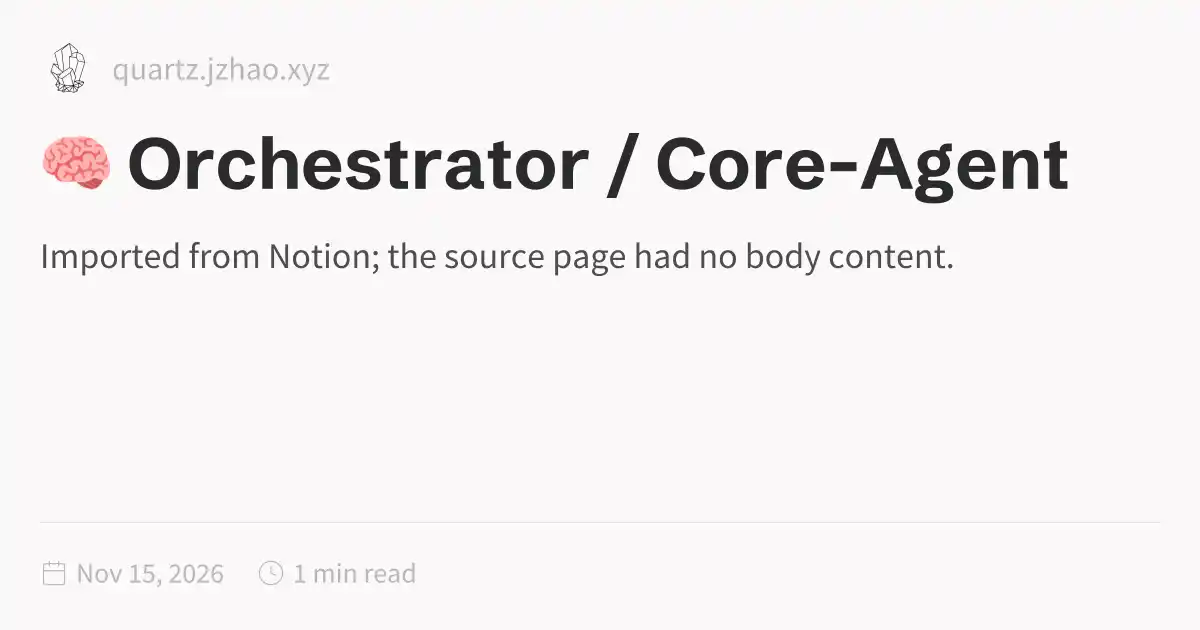 quartz.jzhao.xyz
🧠 Orchestrator / Core-Agent
Imported from Notion; the source page had no body content.
Nov 15, 2026 1 min read